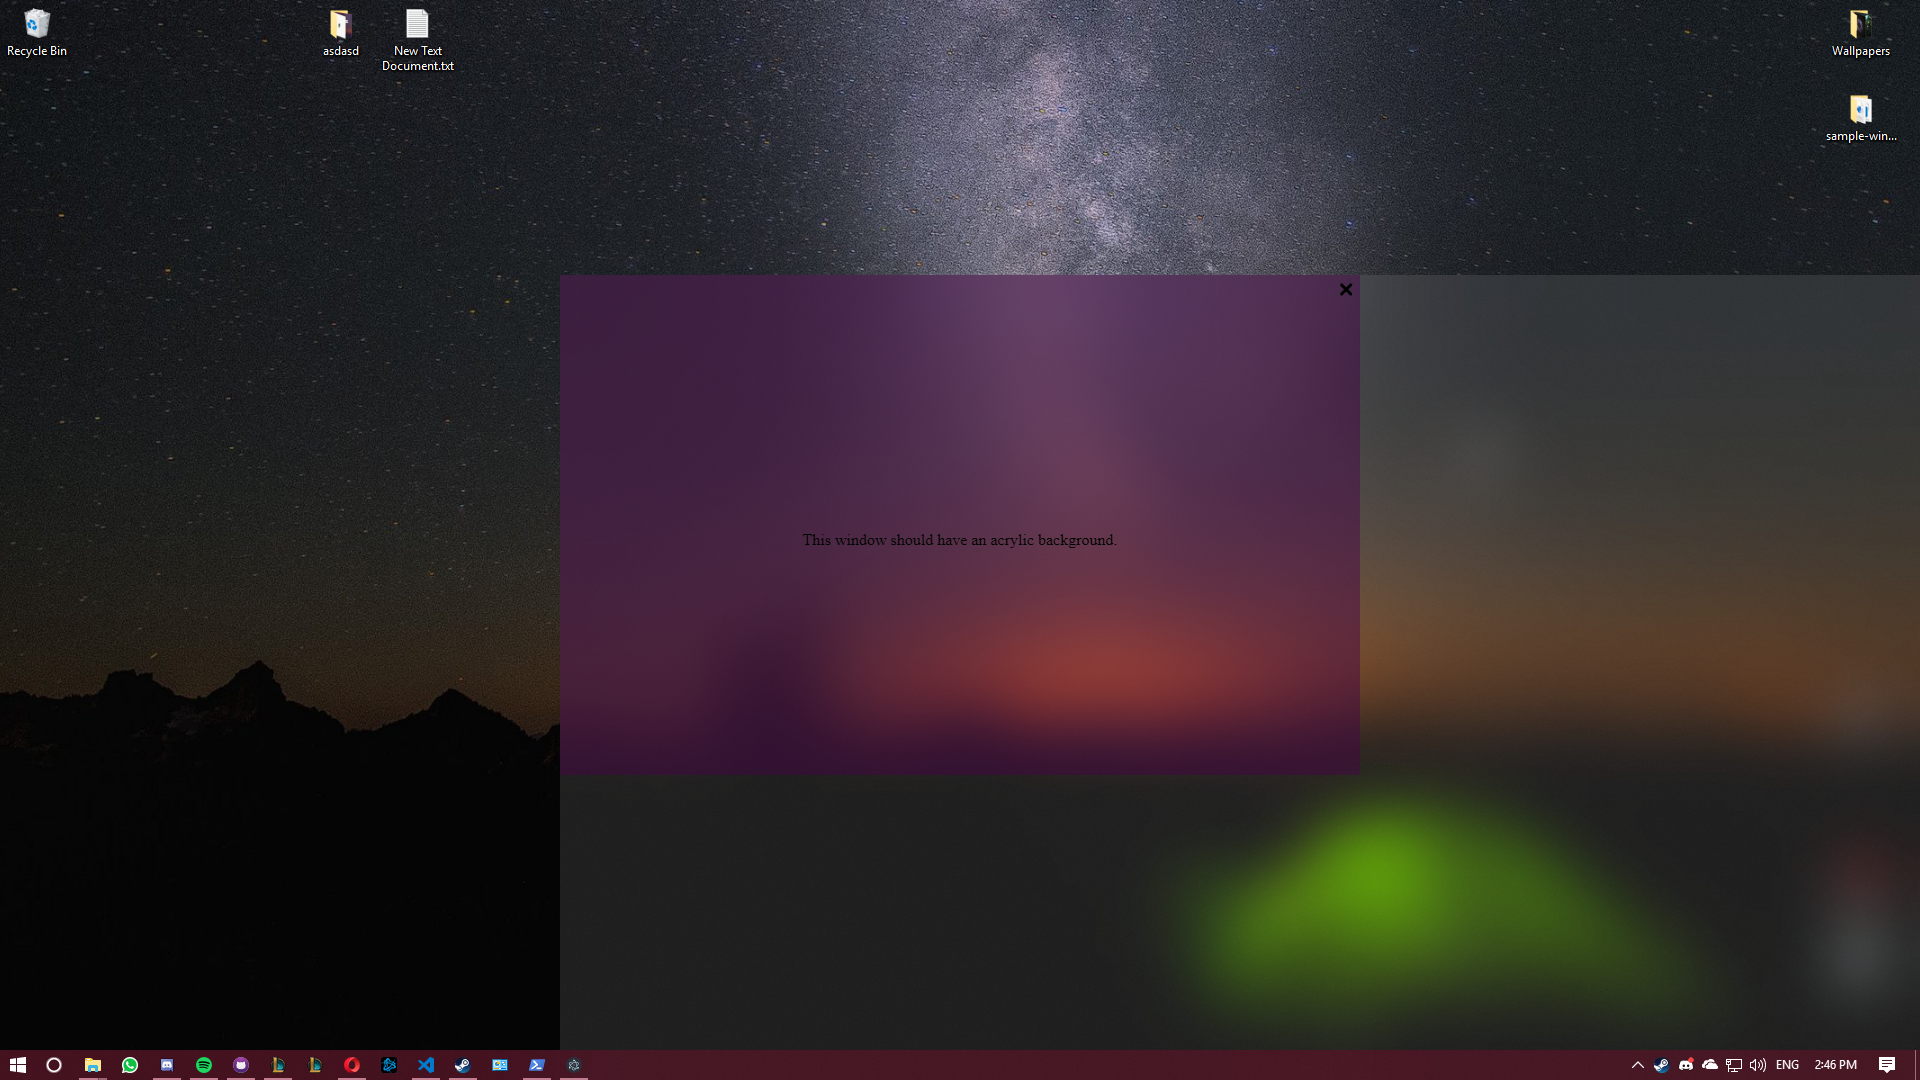 Recycle Bin
asdasd
New Text
Document.txt
Wallpapers
sample-win...
This window should have an acrylic background.
ENG
2:46 PM